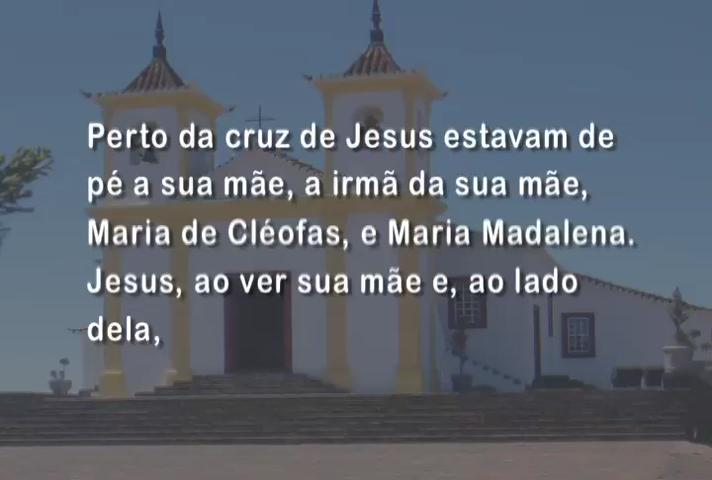 Perto da cruz de Jesus estavam de
pé a sua mãe, a irmã da sua mãe,
Maria de Cléofas, e Maria Madalena.
Jesus, ao ver sua mãe e, ao lado
dela,